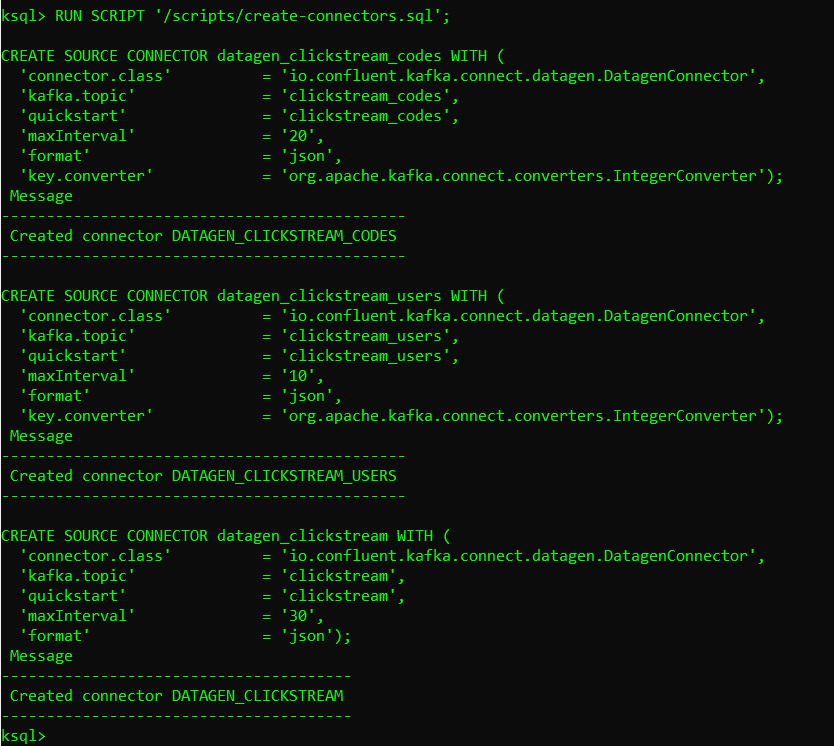 ksql> RUN SCRIPT '/scripts/create-connectors.sql';
CREATE SOURCE CONNECTOR datagen_clickstream_codes WITH (
  'connector.class'          = 'io.confluent.kafka.connect.datagen.DatagenConnector',
  'kafka.topic'              = 'clickstream_codes',
  'quickstart'               = 'clickstream_codes',
  'maxInterval'              = '20',
  'format'                   = 'json',
  'key.converter'            = 'org.apache.kafka.connect.converters.IntegerConverter');
 Message
---------------------------------------------
 Created connector DATAGEN_CLICKSTREAM_CODES
---------------------------------------------
CREATE SOURCE CONNECTOR datagen_clickstream_users WITH (
  'connector.class'          = 'io.confluent.kafka.connect.datagen.DatagenConnector',
  'kafka.topic'              = 'clickstream_users',
  'quickstart'               = 'clickstream_users',
  'maxInterval'              = '10',
  'format'                   = 'json',
  'key.converter'            = 'org.apache.kafka.connect.converters.IntegerConverter');
 Message
---------------------------------------------
 Created connector DATAGEN_CLICKSTREAM_USERS
---------------------------------------------
CREATE SOURCE CONNECTOR datagen_clickstream WITH (
  'connector.class'          = 'io.confluent.kafka.connect.datagen.DatagenConnector',
  'kafka.topic'              = 'clickstream',
  'quickstart'               = 'clickstream',
  'maxInterval'              = '30',
  'format'                   = 'json');
 Message
---------------------------------------
 Created connector DATAGEN_CLICKSTREAM
---------------------------------------
ksql>